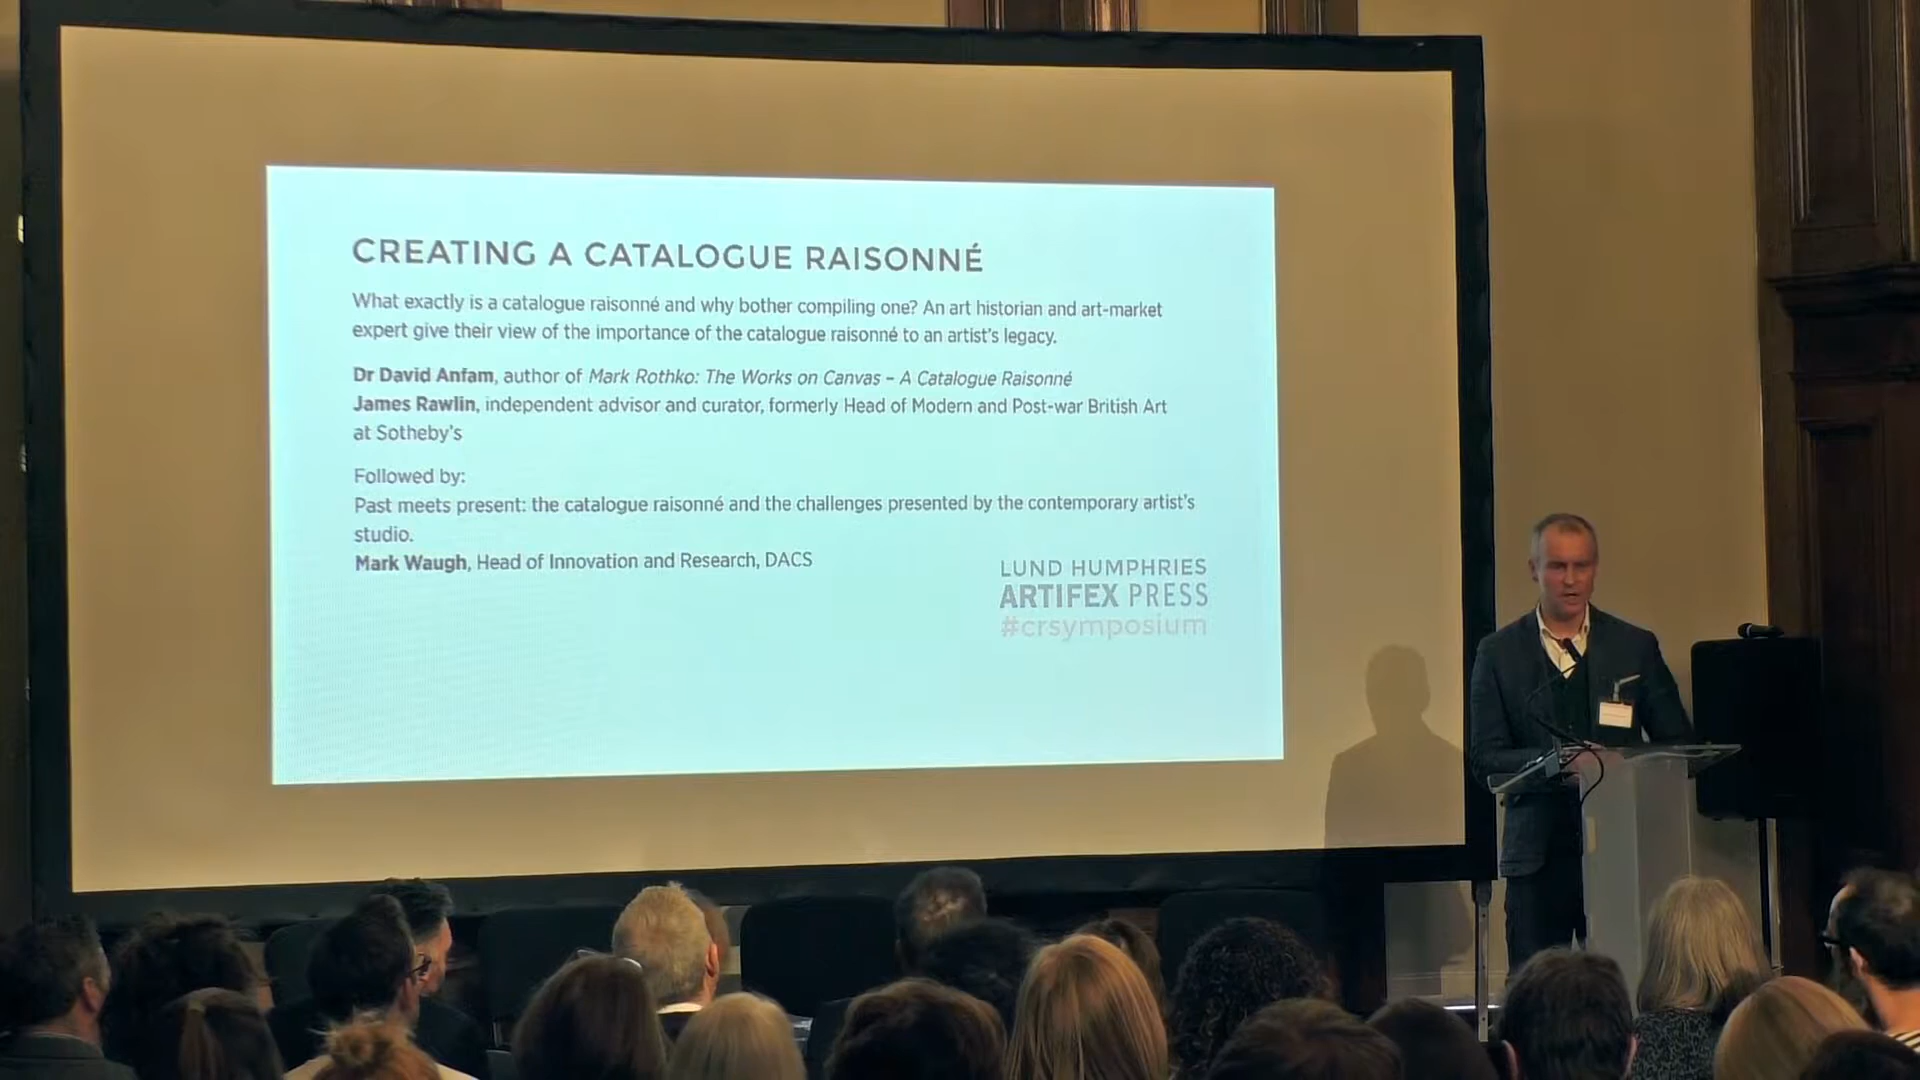 CREATING A CATALOGUE RAISONNÉ
What exactly is a catalogue raisonné and why bother compiling one? An art historian and art-market
expert give their view of the importance of the catalogue raisonné to an artist's legacy.
Dr David Anfam, author of Mark Rothko: The Works on Canvas – A Catalogue Raisonné
James Rawlin, independent advisor and curator, formerly Head of Modern and Post-war British Art
at Sotheby's
Followed by:
Past meets present: the catalogue raisonné and the challenges presented by the contemporary artist's
studio.
Mark Waugh, Head of Innovation and Research, DACS
LUND HUMPHRIES
ARTIFEX PRESS
#crsymposium